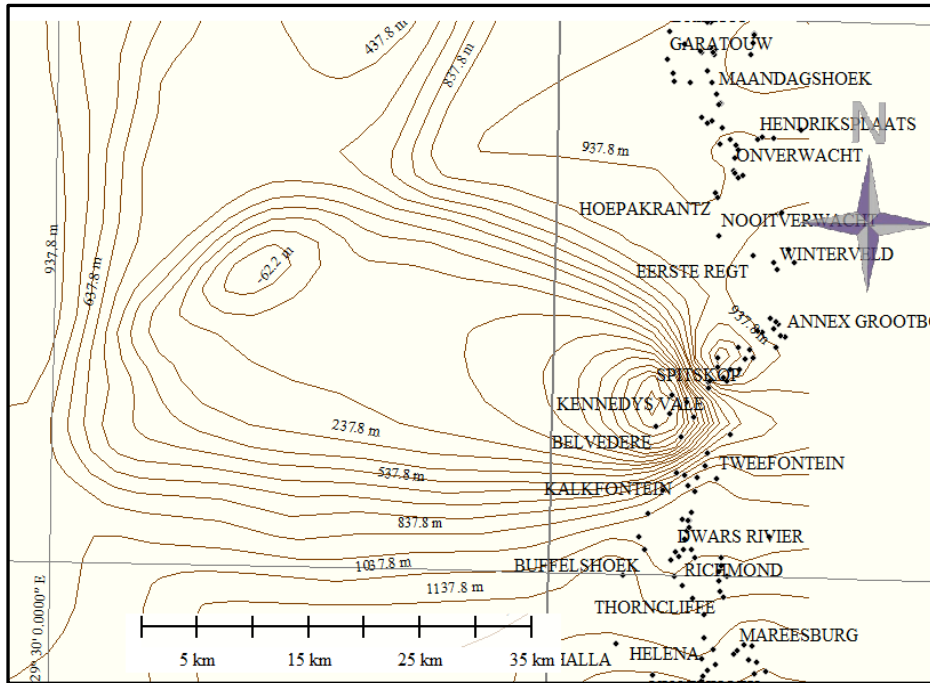 437.8 m
GARATOUW
837.8 m
MAANDAGSHOEK
N
HENDRIKSPLAATS
937.8 m
ONVERWACHT
HOEPAKRANTZ
NOOITVERWACHT
937.8 m
WINTERVELD
-62.2 m
EERSTE REGT
637.8 m
937.8 m
ANNEX GROOTBO
SPITSKOP
KENNEDYS VALE
237.8 m
BELVEDERE
TWEEFONTEIN
537.8 m
KALKFONTEIN
837.8 m
DWARS RIVIER
1037.8 m
BUFFELSHOEK
RICHMOND
1137.8 m
29° 30' 0.0000" E
THORNCLIFFE
MAREESBURG
5 km 15 km 25 km 35 km
IALLA
HELENA